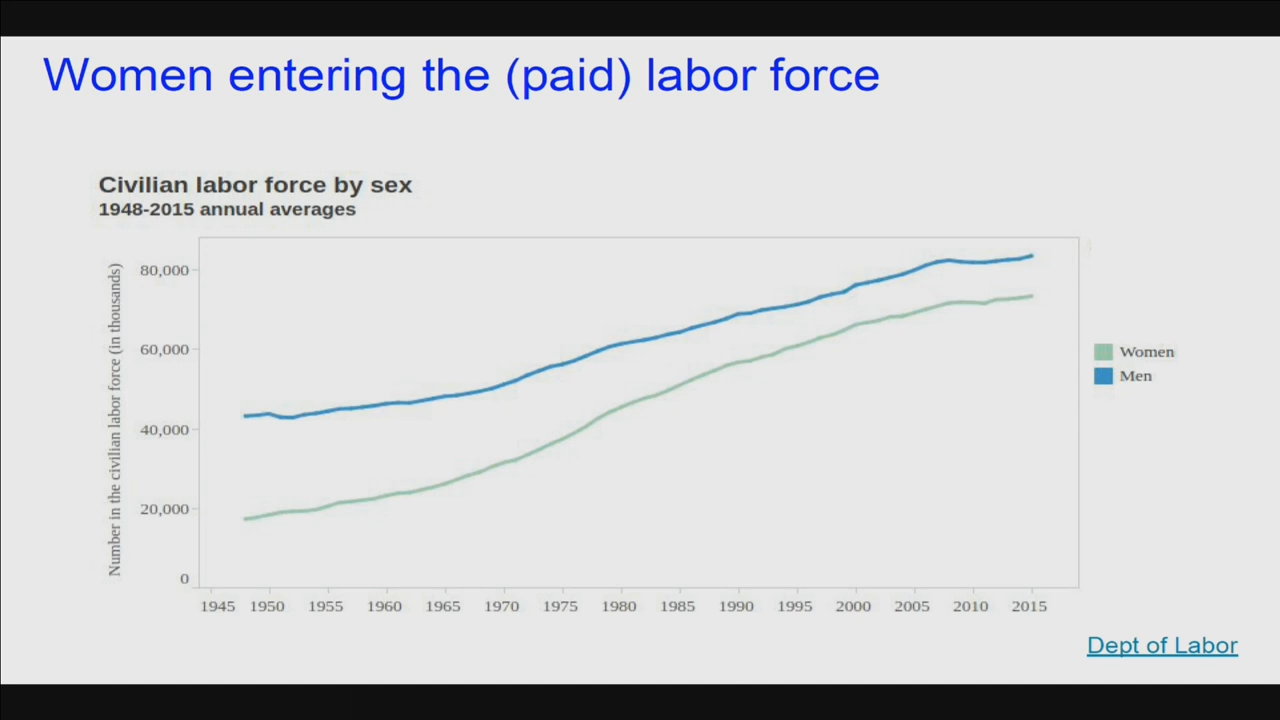 Women entering the (paid) labor force
Civilian labor force by sex
1948-2015 annual averages
Number in the civilian labor force (in thousands)
80,000
60,000
40,000
20,000
0
1945 1950 1955 1960 1965 1970 1975 1980 1985 1990 1995 2000 2005 2010 2015
Women
Men
Dept of Labor